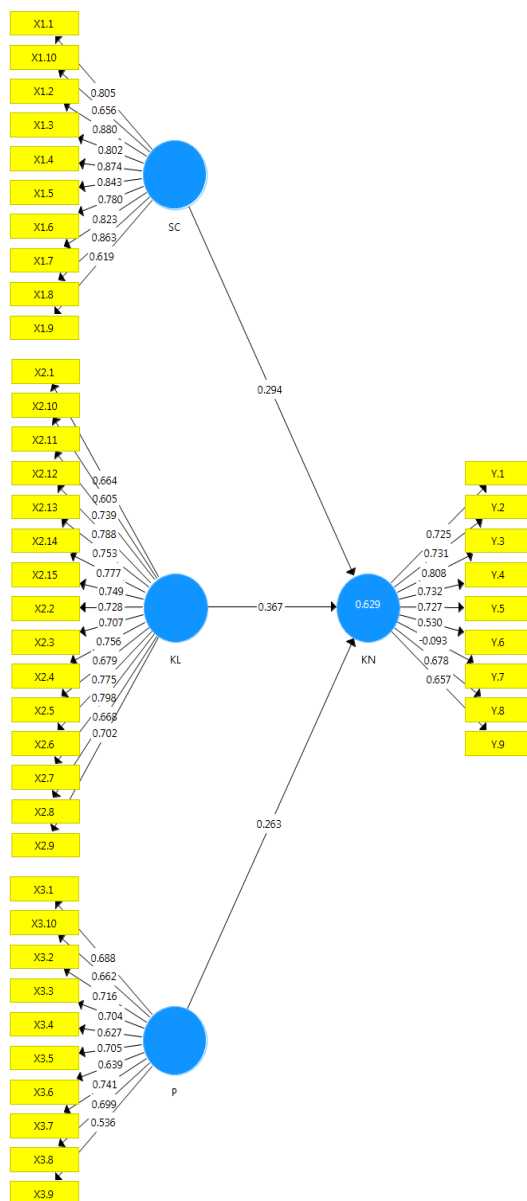 X1.1
X1.10
X1.2
X1.3
X1.4
X1.5
X1.6
X1.7
X1.8
X1.9
0.805
0.656
0.880
0.802
0.874
0.843
0.780
0.823
0.863
0.619
SC
0.294
X2.1
X2.10
X2.11
X2.12
X2.13
X2.14
X2.15
X2.2
X2.3
X2.4
X2.5
X2.6
X2.7
X2.8
X2.9
0.664
0.605
0.739
0.788
0.753
0.777
0.749
0.728
0.707
0.756
0.679
0.775
0.798
0.668
0.702
KL
0.367
0.629
KN
0.725
0.731
0.808
0.732
0.727
0.530
-0.093
0.678
0.657
Y.1
Y.2
Y.3
Y.4
Y.5
Y.6
Y.7
Y.8
Y.9
0.263
X3.1
X3.10
X3.2
X3.3
X3.4
X3.5
X3.6
X3.7
X3.8
X3.9
0.688
0.662
0.716
0.704
0.627
0.705
0.639
0.741
0.699
0.536
P